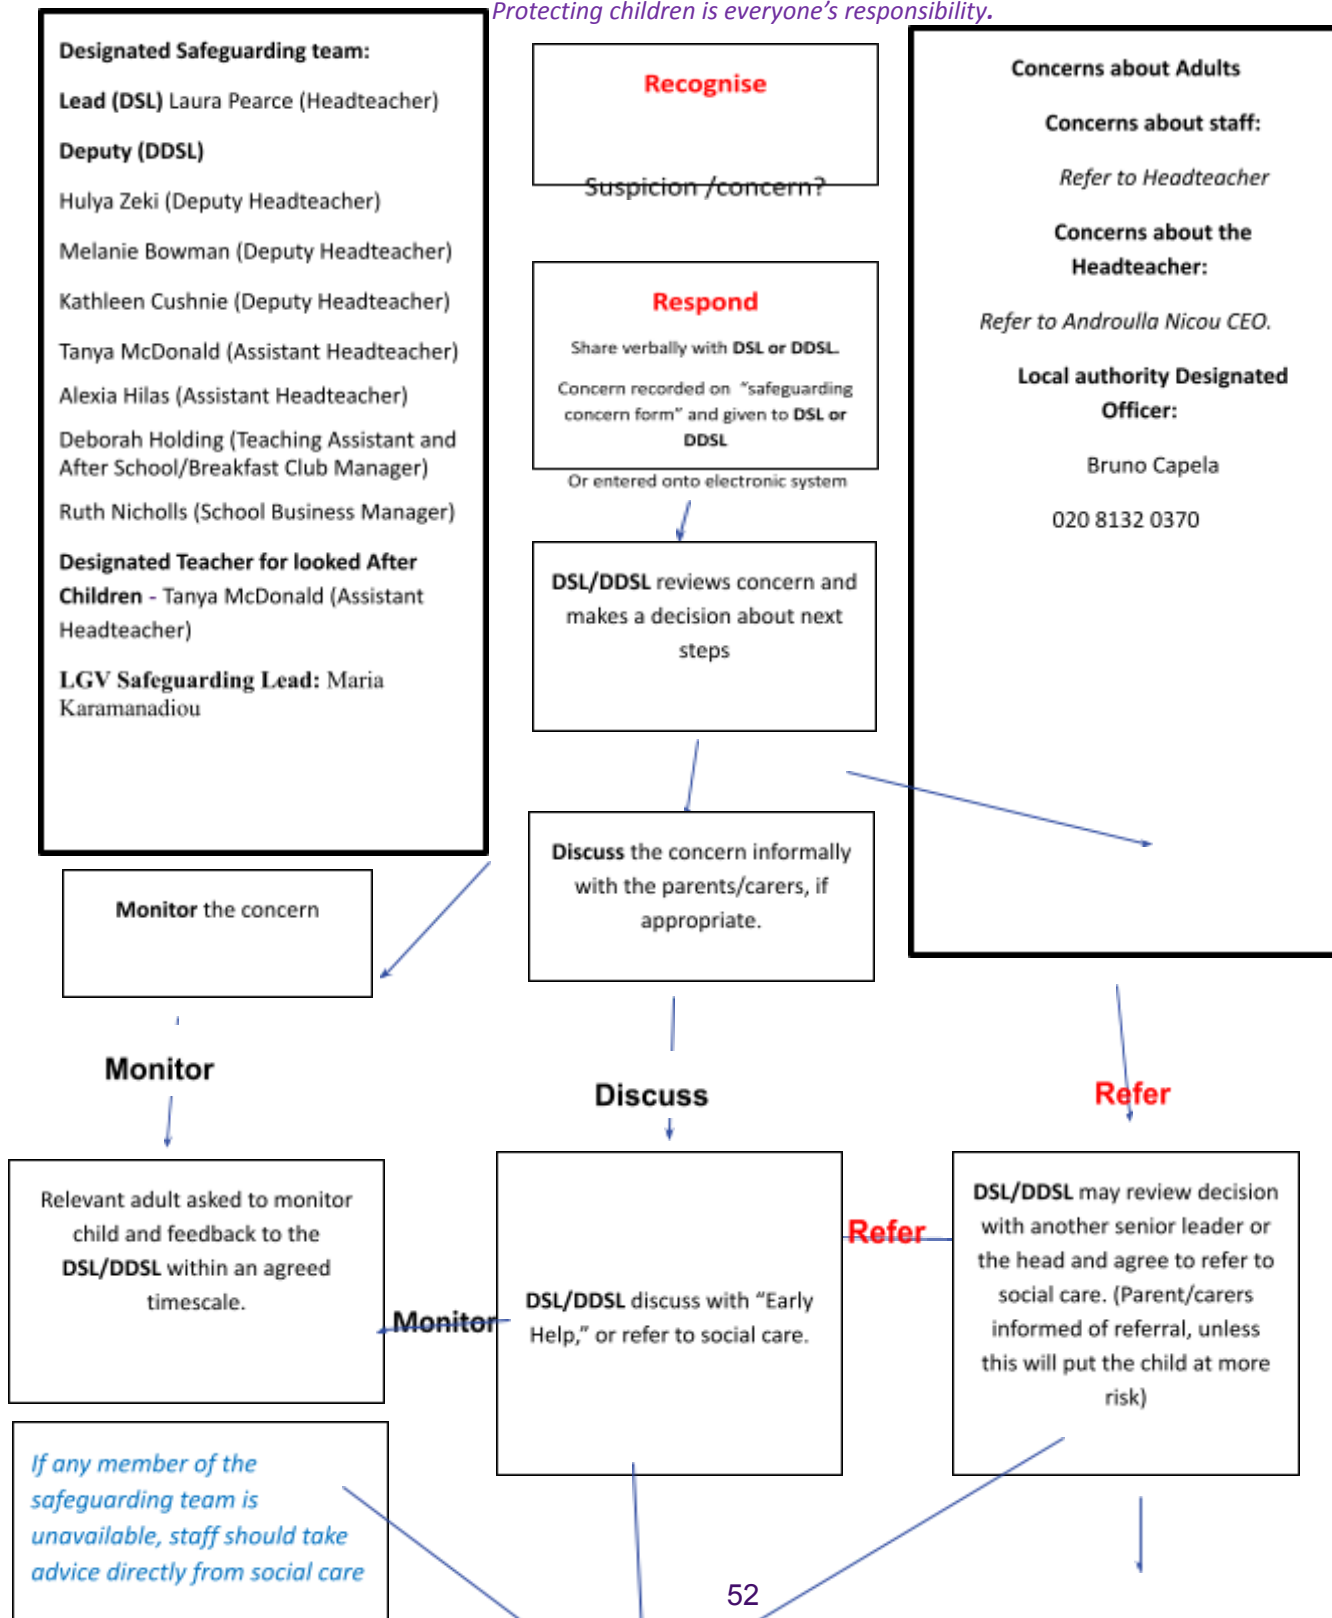 Protecting children is everyone’s responsibility.
Designated Safeguarding team:
Lead (DSL) Laura Pearce (Headteacher)
Deputy (DDSL)
Hulya Zeki (Deputy Headteacher)
Melanie Bowman (Deputy Headteacher)
Kathleen Cushnie (Deputy Headteacher)
Tanya McDonald (Assistant Headteacher)
Alexia Hilas (Assistant Headteacher)
Deborah Holding (Teaching Assistant and
After School/Breakfast Club Manager)
Ruth Nicholls (School Business Manager)
Designated Teacher for looked After
Children - Tanya McDonald (Assistant
Headteacher)
LGV Safeguarding Lead: Maria
Karamanadiou
Recognise
Suspicion /concern?
Respond
Share verbally with DSL or DDSL.
Concern recorded on “safeguarding
concern form” and given to DSL or
DDSL
Or entered onto electronic system
DSL/DDSL reviews concern and
makes a decision about next
steps
Concerns about Adults
Concerns about staff:
Refer to Headteacher
Concerns about the
Headteacher:
Refer to Androulla Nicou CEO.
Local authority Designated
Officer:
Bruno Capela
020 8132 0370
Monitor the concern
Discuss the concern informally
with the parents/carers, if
appropriate.
Monitor
Discuss
Refer
Relevant adult asked to monitor
child and feedback to the
DSL/DDSL within an agreed
timescale.
Monitor
DSL/DDSL discuss with “Early
Help,” or refer to social care.
Refer
DSL/DDSL may review decision
with another senior leader or
the head and agree to refer to
social care. (Parent/carers
informed of referral, unless
this will put the child at more
risk)
If any member of the
safeguarding team is
unavailable, staff should take
advice directly from social care
52